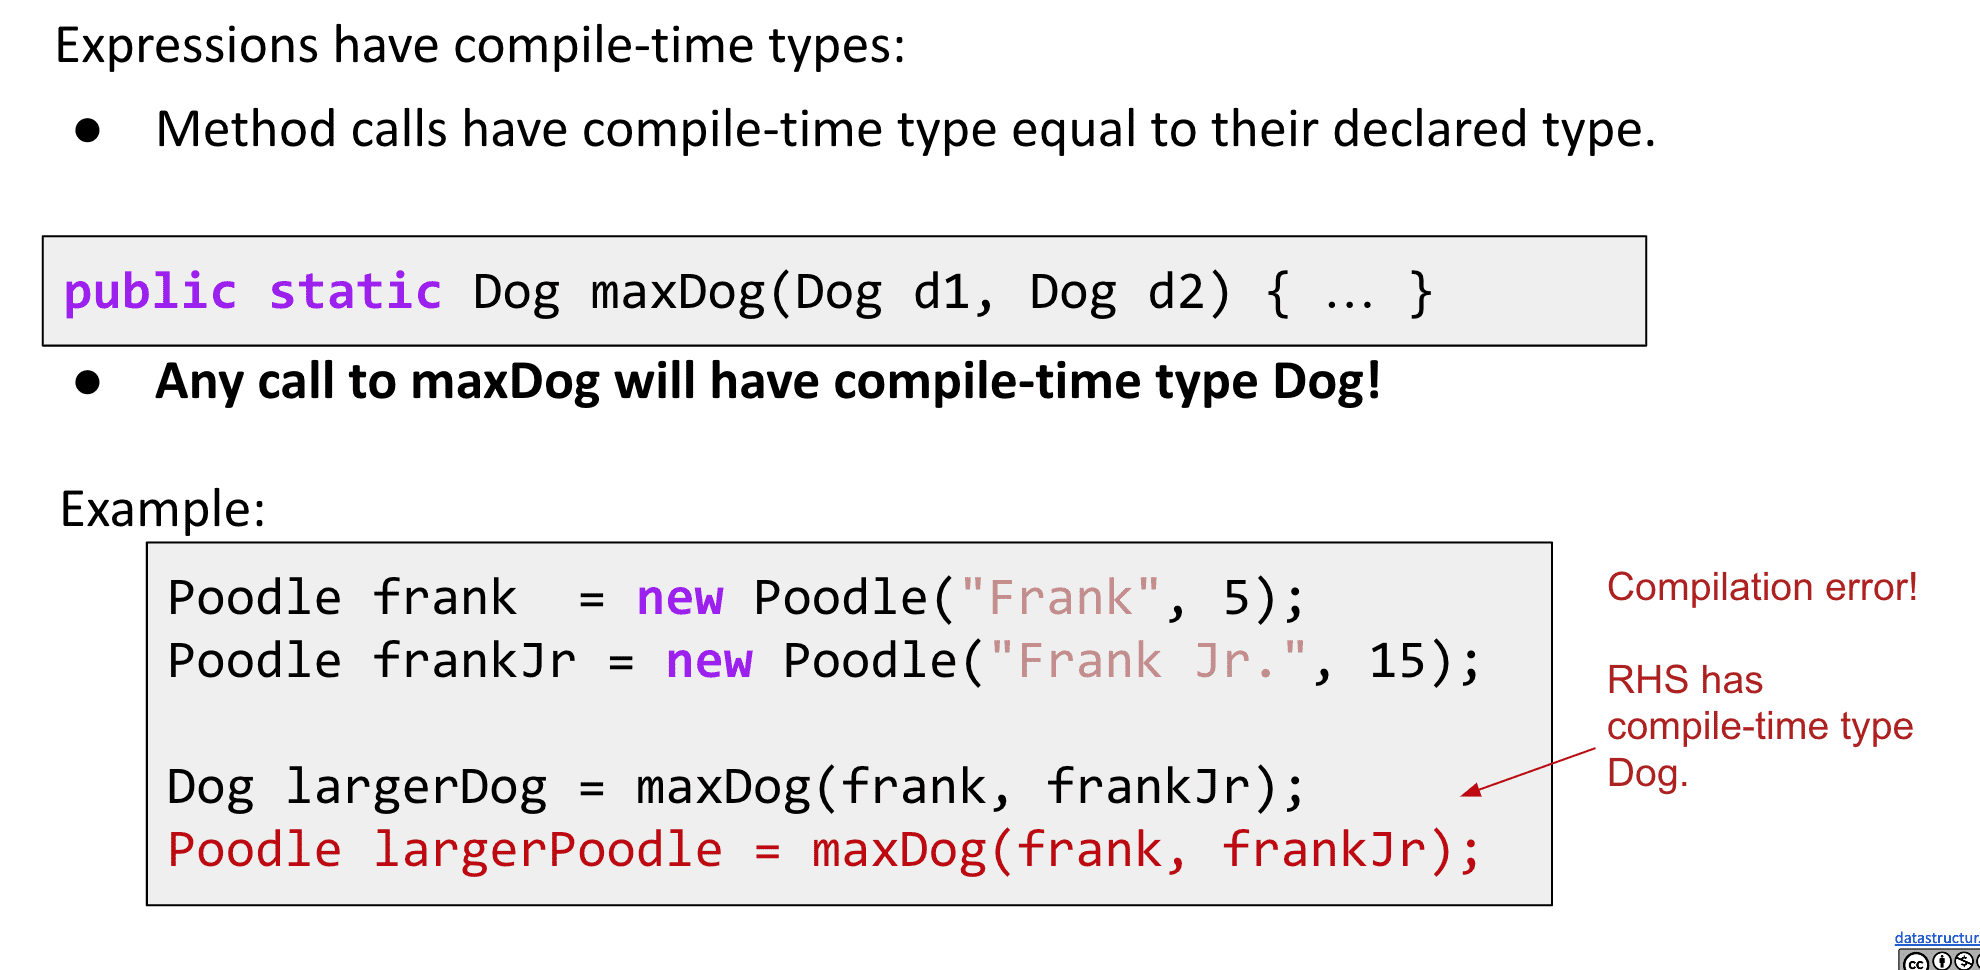 Expressions have compile-time types:
● Method calls have compile-time type equal to their declared type.
public static Dog maxDog(Dog d1, Dog d2) { … }
● Any call to maxDog will have compile-time type Dog!
Example:
Poodle frank  = new Poodle("Frank", 5);
Poodle frankJr = new Poodle("Frank Jr.", 15);
Dog largerDog = maxDog(frank, frankJr);
Poodle largerPoodle = maxDog(frank, frankJr);
Compilation error!
RHS has
compile-time type
Dog.
datastructur.
cc